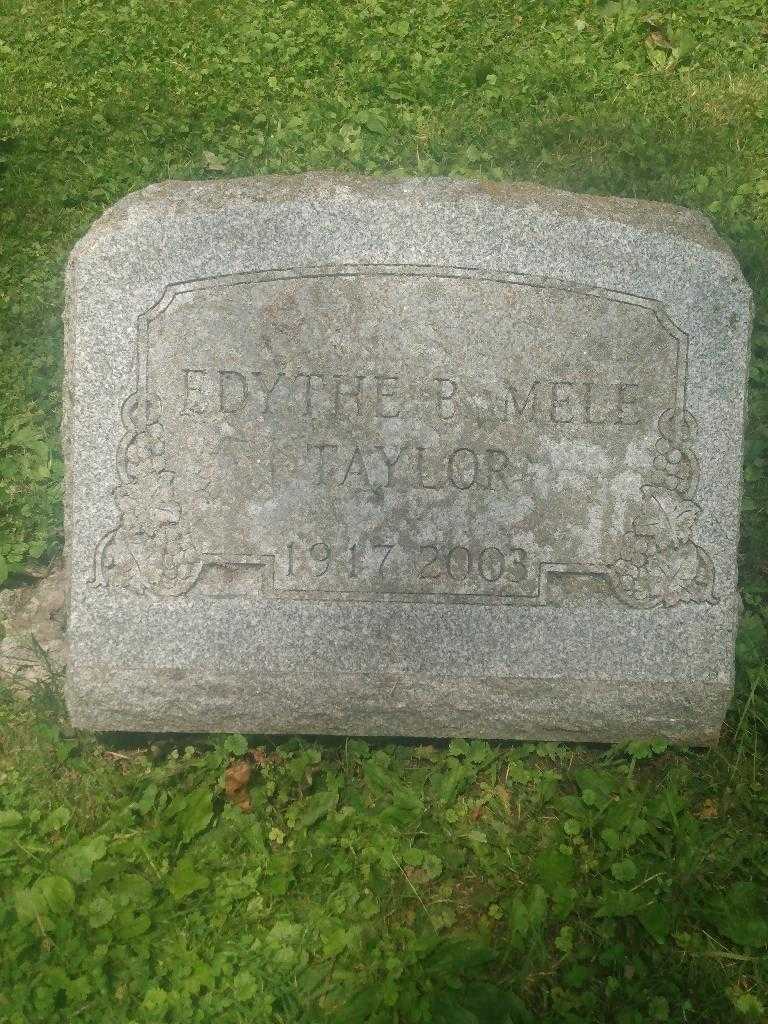 EDYTHE B. MELE
TAYLOR
1917 2003